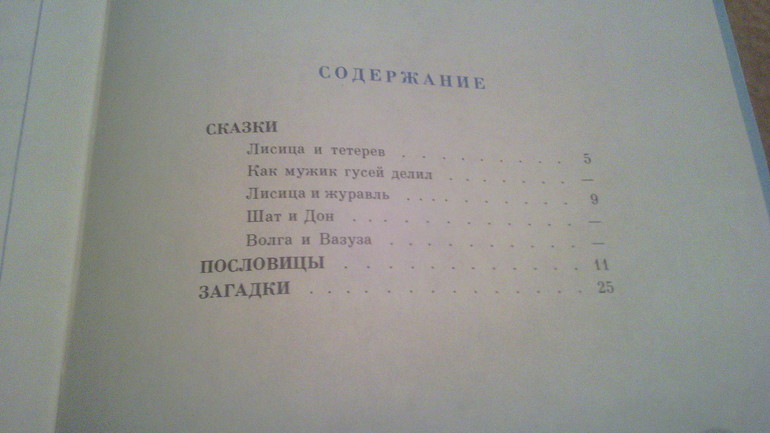 СОДЕРЖАНИЕ
СКАЗКИ
Лисица и тетерев . . . . . . . . . 5
Как мужик гусей делил . . . . . . . —
Лисица и журавль . . . . . . . . . 9
Шат и Дон . . . . . . . . . . . . —
Волга и Вазуза . . . . . . . . . . —
ПОСЛОВИЦЫ . . . . . . . . . . . 11
ЗАГАДКИ . . . . . . . . . . . . . 25